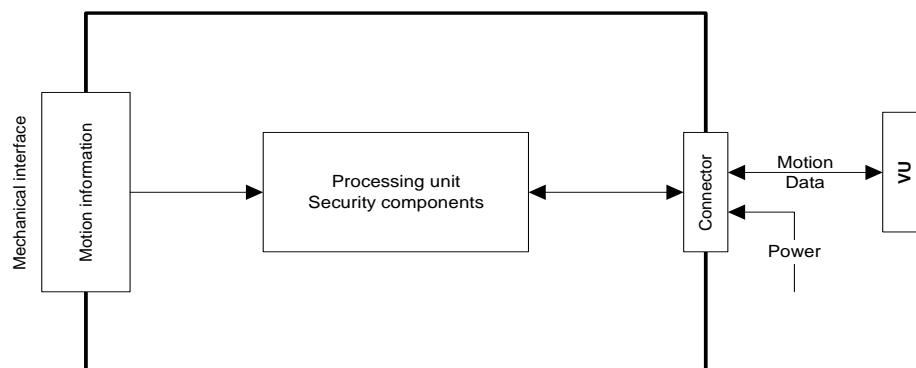 Mechanical interface
Motion information
Processing unit
Security components
Connector
Motion
Data
Power
VU